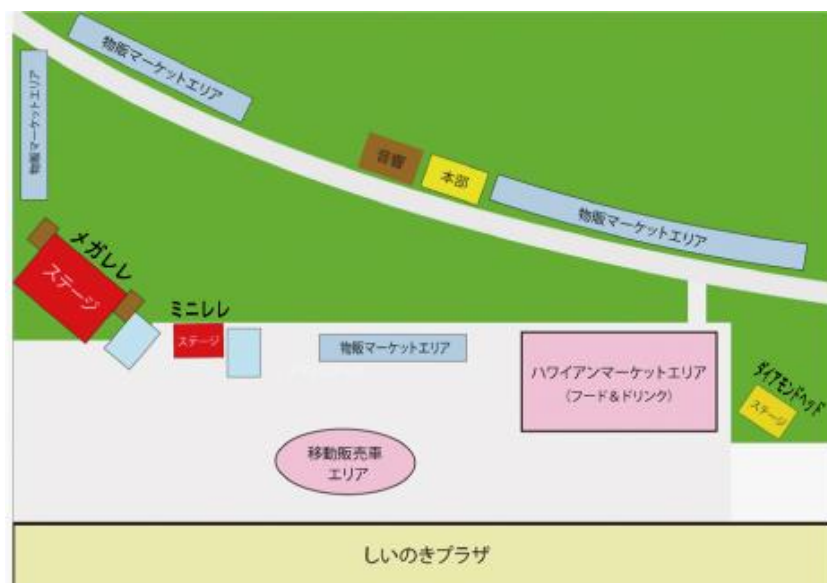 物販マーケットエリア
物販マーケットエリア
音響
本部
物販マーケットエリア
メガレレ
ステージ
ミニレレ
ステージ
物販マーケットエリア
ハワイアンマーケットエリア
(フード&ドリンク)
ダイアモンドヘッド
ステージ
移動販売車
エリア
しいのきプラザ